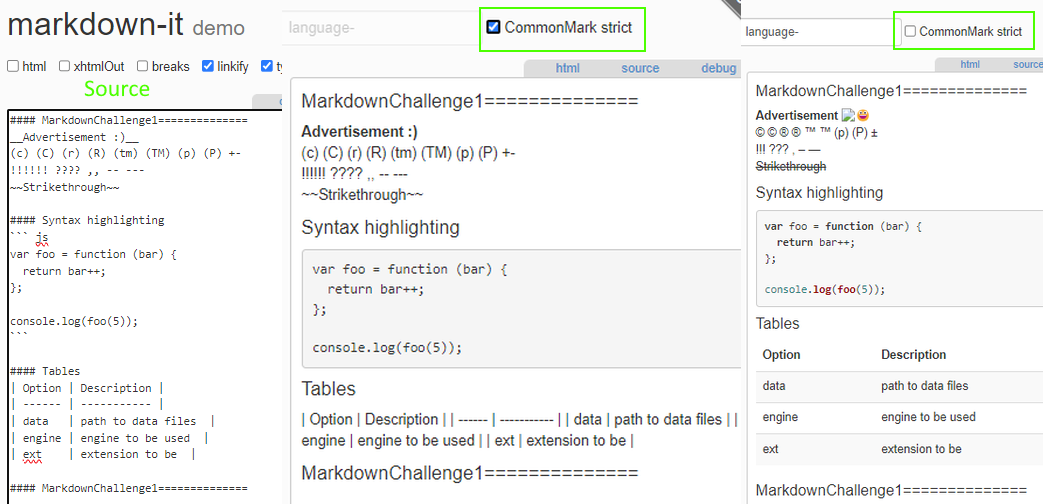 markdown-it demo
html xhtmlOut breaks linkify ty
Source
#### MarkdownChallenge1==============
__Advertisement :)__
(c) (C) (r) (R) (tm) (TM) (p) (P) +-
!!!!!! ???? ,, -- ---
~~Strikethrough~~
#### Syntax highlighting
``` js
var foo = function (bar) {
  return bar++;
};
console.log(foo(5));
```
#### Tables
| Option | Description |
| ------ | ----------- |
| data   | path to data files  |
| engine | engine to be used  |
| ext    | extension to be  |
#### MarkdownChallenge1==============
language-
CommonMark strict
html source debug
MarkdownChallenge1==============
Advertisement :)
(c) (C) (r) (R) (tm) (TM) (p) (P) +-
!!!!!! ???? ,, -- ---
~~Strikethrough~~
Syntax highlighting
var foo = function (bar) {
  return bar++;
};
console.log(foo(5));
Tables
| Option | Description | | ------ | ----------- | | data | path to data files | |
engine | engine to be used | | ext | extension to be |
MarkdownChallenge1==============
language-
CommonMark strict
html source
MarkdownChallenge1==============
Advertisement 😃
© © ® ® ™ ™ (p) (P) ±
!!! ??? , – —
Strikethrough
Syntax highlighting
var foo = function (bar) {
  return bar++;
};
console.log(foo(5));
Tables
Option Description
data path to data files
engine engine to be used
ext extension to be
MarkdownChallenge1==============